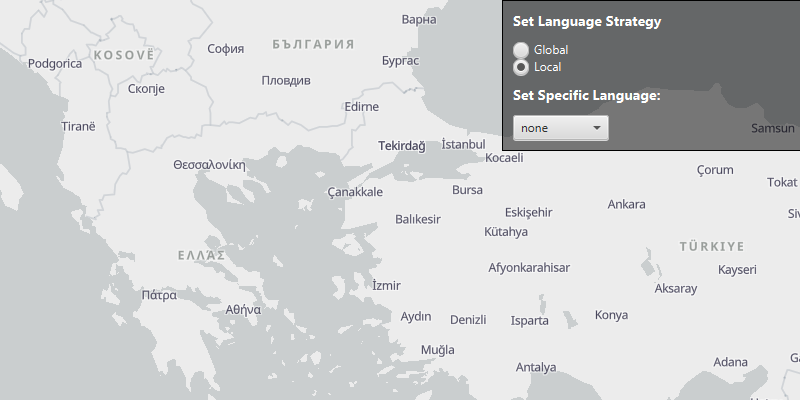 Set Language Strategy
Global
Local
Set Specific Language:
none
Варна
София
БЪЛГАРИЯ
KOSOVË
Podgorica
Бургас
Пловдив
Скопје
Edirne
Tiranë
Samsun
Tekirdağ
İstanbul
Kocaeli
Θεσσαλονίκη
Çorum
Tokat
Çanakkale
Bursa
Ankara
Balıkesir
Eskişehir
Kütahya
ΕΛΛΆΣ
TÜRKIYE
Afyonkarahisar
Kayseri
İzmir
Aksaray
Πάτρα
Αθήνα
Aydın
Denizli
Isparta
Konya
Muğla
Antalya
Adana